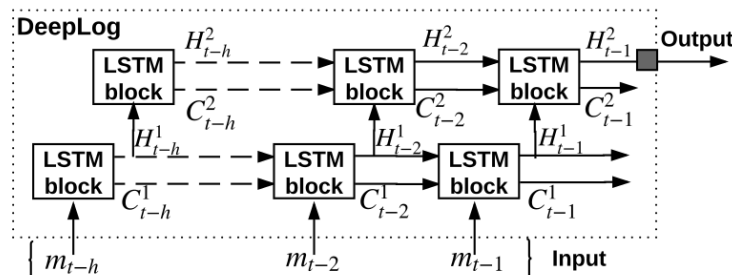 DeepLog
H²ₜ₋ₕ H²ₜ₋₂ H²ₜ₋₁ Output
LSTM block LSTM block LSTM block
C²ₜ₋ₕ C²ₜ₋₂ C²ₜ₋₁
H¹ₜ₋ₕ H¹ₜ₋₂ H¹ₜ₋₁
LSTM block LSTM block LSTM block
C¹ₜ₋ₕ C¹ₜ₋₂ C¹ₜ₋₁
{ mₜ₋ₕ mₜ₋₂ mₜ₋₁ } Input